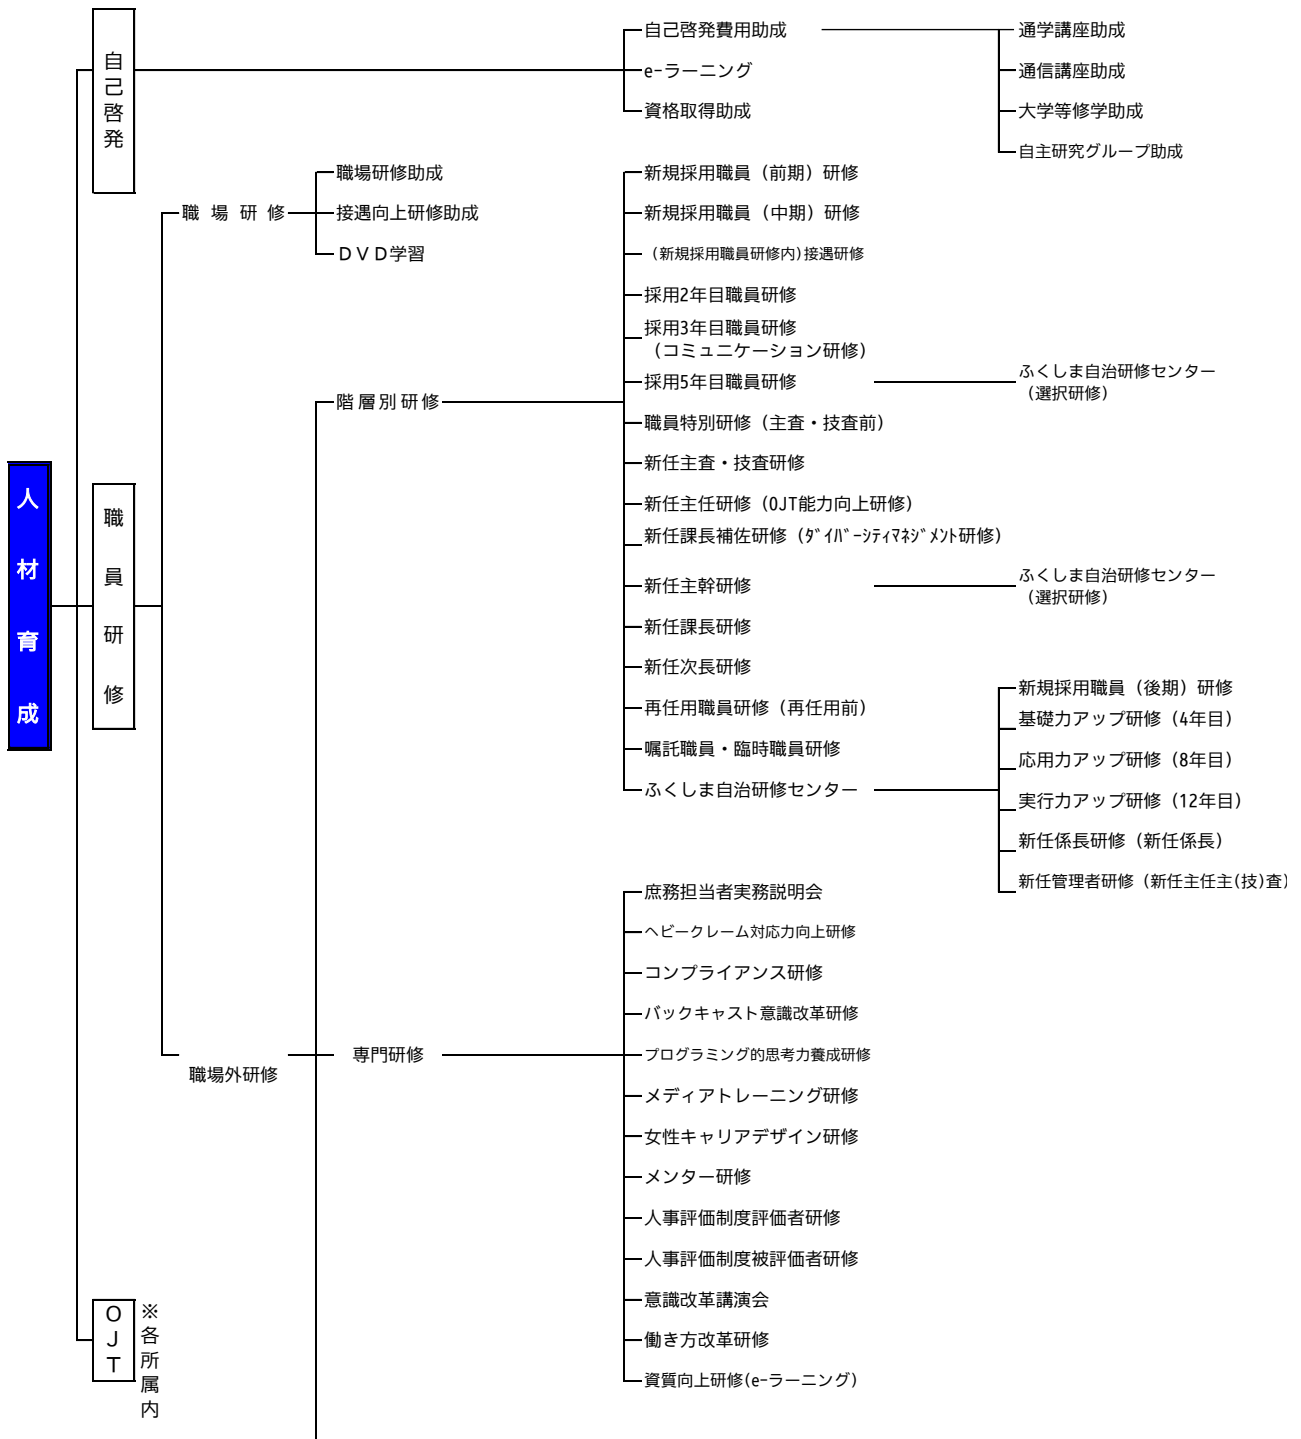 人材育成
自己啓発
自己啓発費用助成
通学講座助成
通信講座助成
大学等修学助成
自主研究グループ助成
e-ラーニング
資格取得助成
職員研修
職場研修
職場研修助成
接遇向上研修助成
ＤＶＤ学習
職場外研修
階層別研修
新規採用職員（前期）研修
新規採用職員（中期）研修
（新規採用職員研修内)接遇研修
採用2年目職員研修
採用3年目職員研修
（コミュニケーション研修）
採用5年目職員研修
ふくしま自治研修センター
（選択研修）
職員特別研修（主査・技査前）
新任主査・技査研修
新任主任研修（OJT能力向上研修）
新任課長補佐研修（ﾀﾞｲﾊﾞｰｼﾃｨﾏﾈｼﾞﾒﾝﾄ研修）
新任主幹研修
ふくしま自治研修センター
（選択研修）
新任課長研修
新任次長研修
再任用職員研修（再任用前）
嘱託職員・臨時職員研修
ふくしま自治研修センター
新規採用職員（後期）研修
基礎力アップ研修（4年目）
応用力アップ研修（8年目）
実行力アップ研修（12年目）
新任係長研修（新任係長）
新任管理者研修（新任主任主(技)査）
専門研修
庶務担当者実務説明会
ヘビークレーム対応力向上研修
コンプライアンス研修
バックキャスト意識改革研修
プログラミング的思考力養成研修
メディアトレーニング研修
女性キャリアデザイン研修
メンター研修
人事評価制度評価者研修
人事評価制度被評価者研修
意識改革講演会
働き方改革研修
資質向上研修(e-ラーニング)
ＯＪＴ
※各所属内